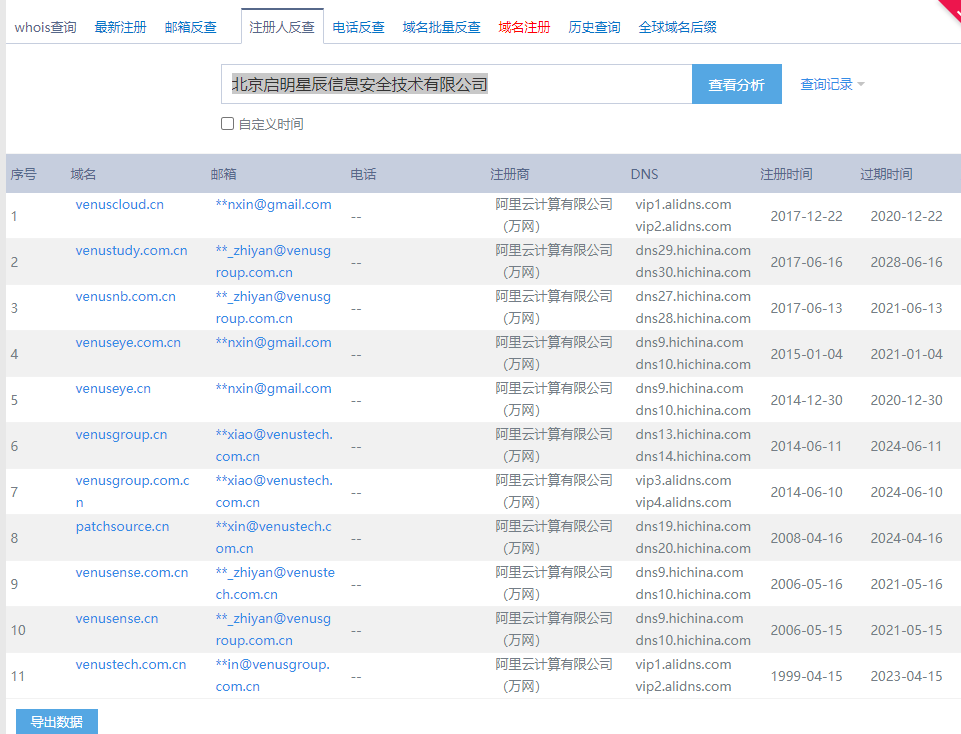 whois查询 最新注册 邮箱反查 注册人反查 电话反查 域名批量反查 域名注册 历史查询 全球域名后缀
北京启明星辰信息安全技术有限公司 查看分析 查询记录
自定义时间
序号 域名 邮箱 电话 注册商 DNS 注册时间 过期时间
1 venuscloud.cn **nxin@gmail.com -- 阿里云计算有限公司 vip1.alidns.com 2017-12-22 2020-12-22
(万网) vip2.alidns.com
2 venustudy.com.cn **_zhiyan@venusg -- 阿里云计算有限公司 dns29.hichina.com 2017-06-16 2028-06-16
roup.com.cn (万网) dns30.hichina.com
3 venusnb.com.cn **_zhiyan@venusg -- 阿里云计算有限公司 dns27.hichina.com 2017-06-13 2021-06-13
roup.com.cn (万网) dns28.hichina.com
4 venuseye.com.cn **nxin@gmail.com -- 阿里云计算有限公司 dns9.hichina.com 2015-01-04 2021-01-04
(万网) dns10.hichina.com
5 venuseye.cn **nxin@gmail.com -- 阿里云计算有限公司 dns9.hichina.com 2014-12-30 2020-12-30
(万网) dns10.hichina.com
6 venusgroup.cn **xiao@venustech. -- 阿里云计算有限公司 dns13.hichina.com 2014-06-11 2024-06-11
com.cn (万网) dns14.hichina.com
7 venusgroup.com.c **xiao@venustech. -- 阿里云计算有限公司 vip3.alidns.com 2014-06-10 2024-06-10
n com.cn (万网) vip4.alidns.com
8 patchsource.cn **xin@venustech.c -- 阿里云计算有限公司 dns19.hichina.com 2008-04-16 2024-04-16
om.cn (万网) dns20.hichina.com
9 venusense.com.cn **_zhiyan@venuste -- 阿里云计算有限公司 dns9.hichina.com 2006-05-16 2021-05-16
ch.com.cn (万网) dns10.hichina.com
10 venusense.cn **_zhiyan@venusg -- 阿里云计算有限公司 dns9.hichina.com 2006-05-15 2021-05-15
roup.com.cn (万网) dns10.hichina.com
11 venustech.com.cn **in@venusgroup. -- 阿里云计算有限公司 vip1.alidns.com 1999-04-15 2023-04-15
com.cn (万网) vip2.alidns.com
导出数据